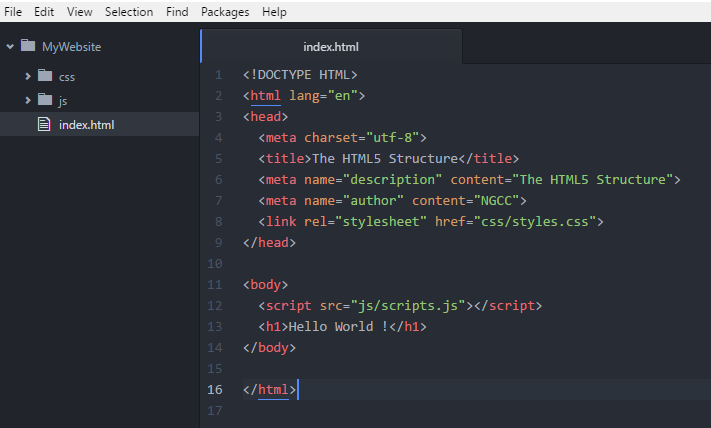 File Edit View Selection Find Packages Help
MyWebsite
css
js
index.html
index.html
1 <!DOCTYPE HTML>
2 <html lang="en">
3 <head>
4   <meta charset="utf-8">
5   <title>The HTML5 Structure</title>
6   <meta name="description" content="The HTML5 Structure">
7   <meta name="author" content="NGCC">
8   <link rel="stylesheet" href="css/styles.css">
9 </head>
10
11 <body>
12   <script src="js/scripts.js"></script>
13   <h1>Hello World !</h1>
14 </body>
15
16 </html>
17